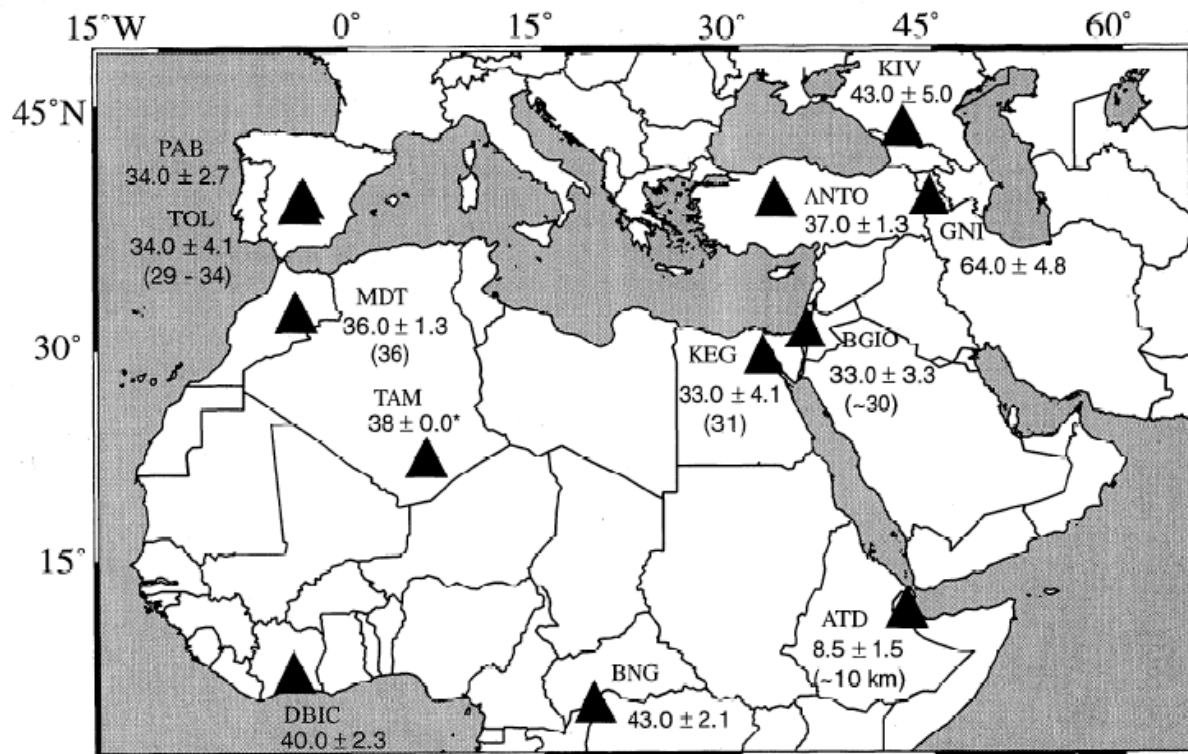 15°W 0° 15° 30° 45° 60°
KIV
43.0 ± 5.0
45°N
PAB
34.0 ± 2.7
TOL
34.0 ± 4.1
(29 - 34)
ANTO
37.0 ± 1.3
GNI
64.0 ± 4.8
MDT
36.0 ± 1.3
(36)
30°
KEG
33.0 ± 4.1
(31)
BGIO
33.0 ± 3.3
(~30)
TAM
38 ± 0.0*
15°
ATD
8.5 ± 1.5
(~10 km)
BNG
43.0 ± 2.1
DBIC
40.0 ± 2.3